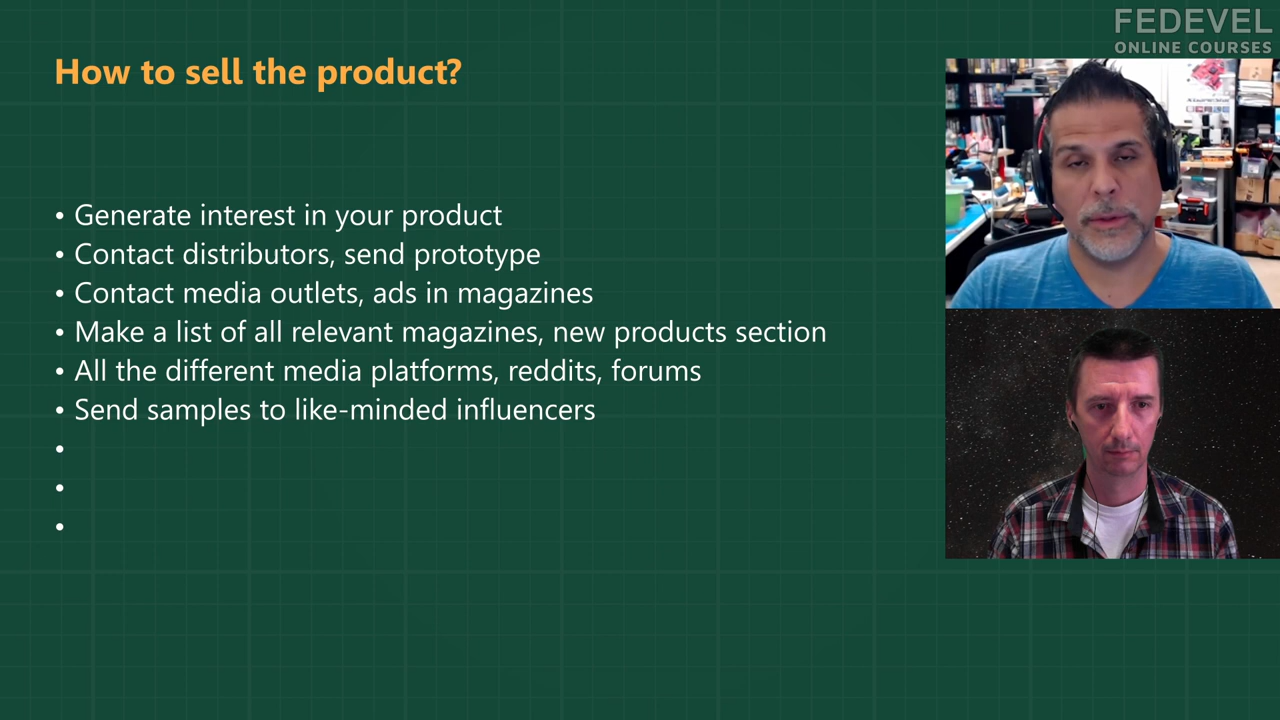 FEDEVEL
ONLINE COURSES
How to sell the product?
• Generate interest in your product
• Contact distributors, send prototype
• Contact media outlets, ads in magazines
• Make a list of all relevant magazines, new products section
• All the different media platforms, reddits, forums
• Send samples to like-minded influencers
•
•
•